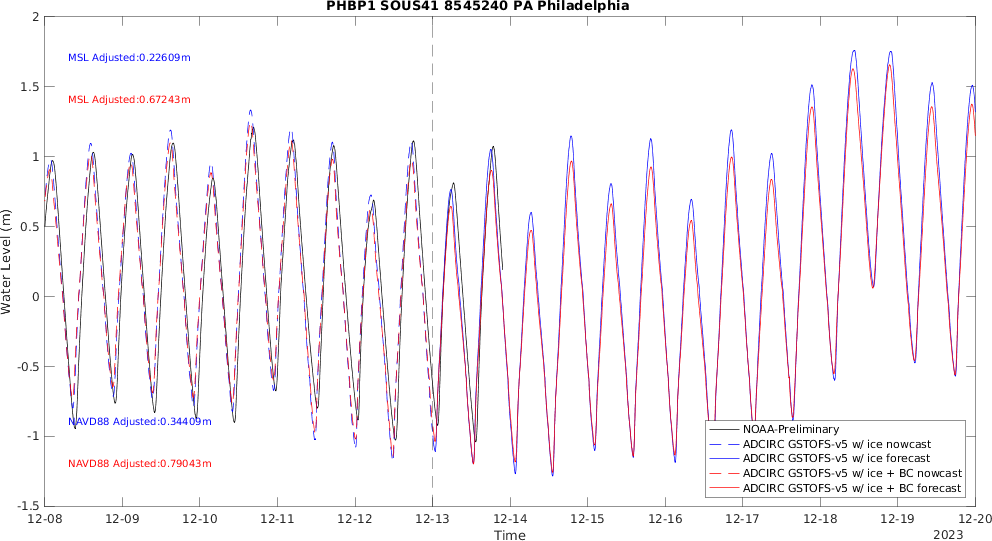 PHBP1 SOUS41 8545240 PA Philadelphia
2
MSL Adjusted:0.22609m
1.5
MSL Adjusted:0.67243m
1
0.5
Water Level (m)
0
-0.5
NAVD88 Adjusted:0.34409m
-1
NAVD88 Adjusted:0.79043m
-1.5
NOAA-Preliminary
ADCIRC GSTOFS-v5 w/ ice nowcast
ADCIRC GSTOFS-v5 w/ ice forecast
ADCIRC GSTOFS-v5 w/ ice + BC nowcast
ADCIRC GSTOFS-v5 w/ ice + BC forecast
12-08 12-09 12-10 12-11 12-12 12-13 12-14 12-15 12-16 12-17 12-18 12-19 12-20
Time
2023